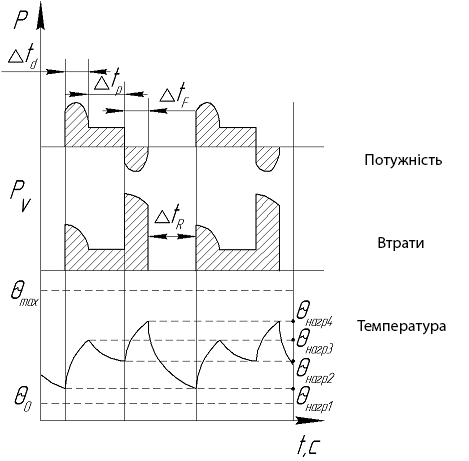 P
Δt_d
Δt_p
Δt_F
Потужність
P_V
Δt_R
Втрати
Θ_max
Θ_нагр4
Температура
Θ_нагр3
Θ_нагр2
Θ_0
Θ_нагр1
t,c